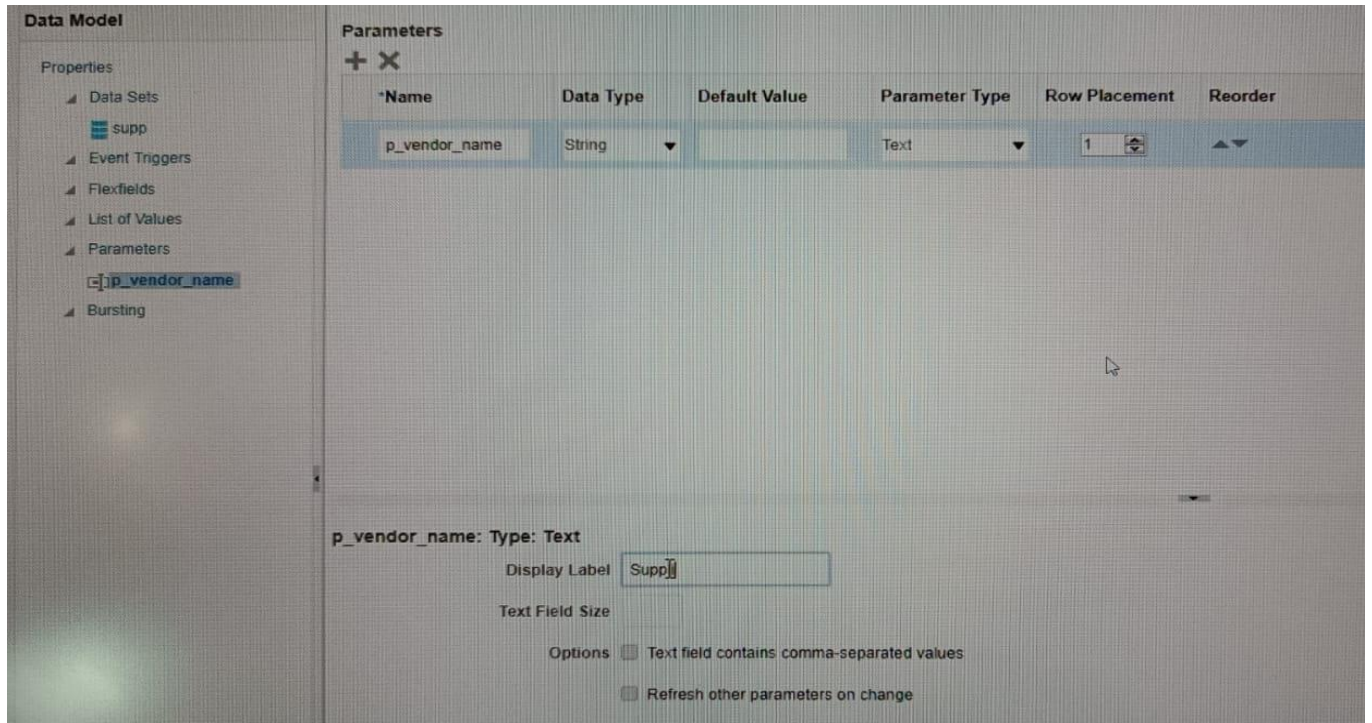 Data Model
Properties
Data Sets
supp
Event Triggers
Flexfields
List of Values
Parameters
p_vendor_name
Bursting
Parameters
*Name Data Type Default Value Parameter Type Row Placement Reorder
p_vendor_name String Text 1
p_vendor_name: Type: Text
Display Label Suppl
Text Field Size
Options Text field contains comma-separated values
Refresh other parameters on change